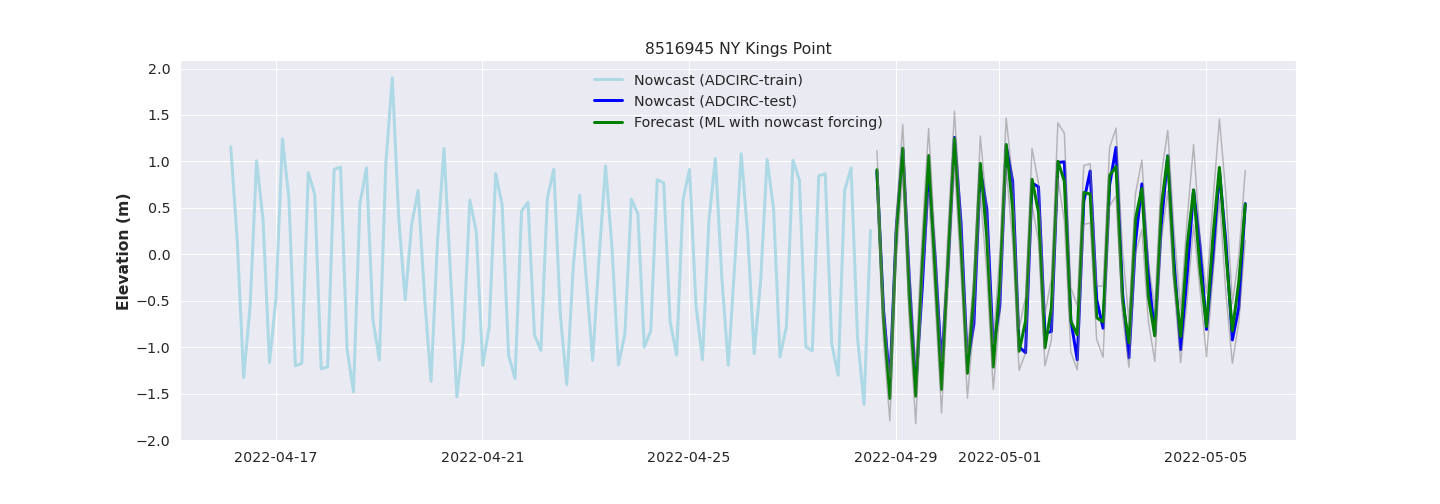 8516945 NY Kings Point
Nowcast (ADCIRC-train)
Nowcast (ADCIRC-test)
Forecast (ML with nowcast forcing)
Elevation (m)
2.0
1.5
1.0
0.5
0.0
−0.5
−1.0
−1.5
−2.0
2022-04-17 2022-04-21 2022-04-25 2022-04-29 2022-05-01 2022-05-05